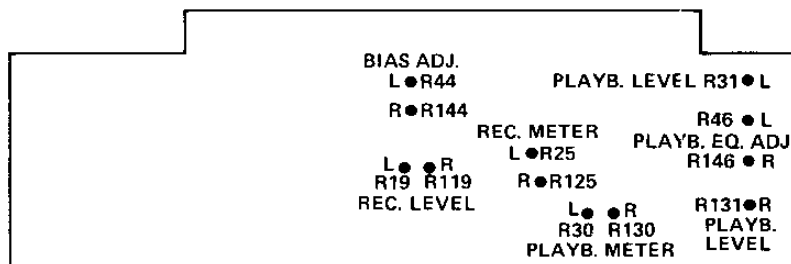 BIAS ADJ.
L R44
R R144
PLAYB. LEVEL R31 L
R46 L
PLAYB. EQ. ADJ
R146 R
REC. METER
L R25
R R125
L R
R19 R119
REC. LEVEL
L R
R30 R130
PLAYB. METER
R131 R
PLAYB.
LEVEL